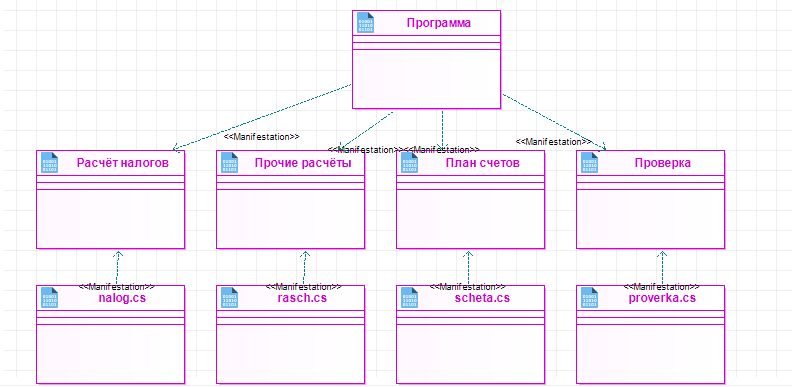 Программа
<<Manifestation>>
<<Manifestation>>
<<Manifestation>>
<<Manifestation>>
Расчёт налогов
Прочие расчёты
План счетов
Проверка
<<Manifestation>>
<<Manifestation>>
<<Manifestation>>
<<Manifestation>>
nalog.cs
rasch.cs
scheta.cs
proverka.cs